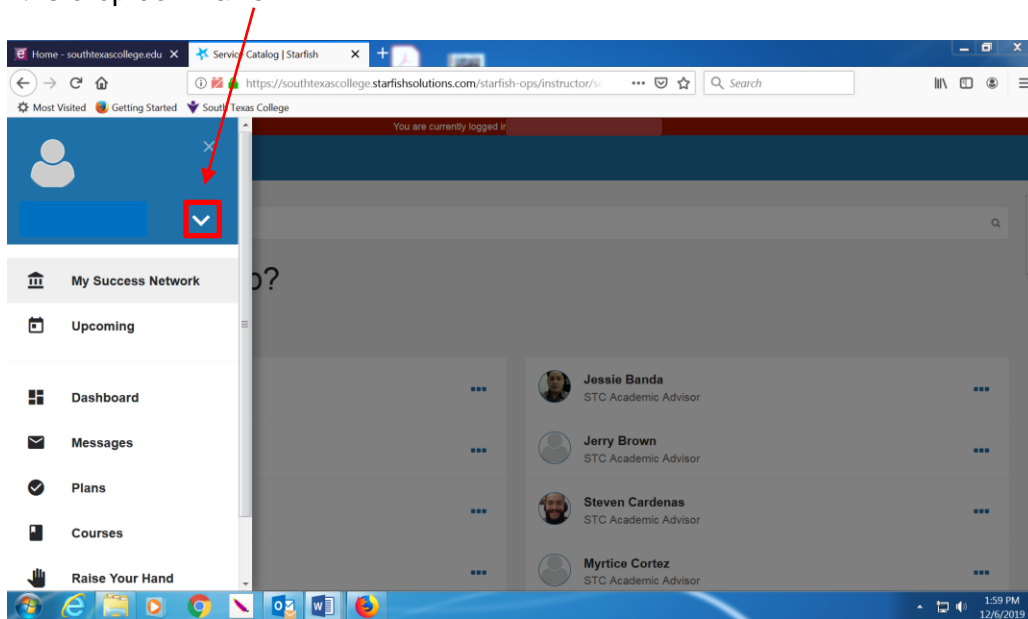 Home - southtexascollege.edu
Service Catalog | Starfish
https://southtexascollege.starfishsolutions.com/starfish-ops/instructor/
Search
Most Visited Getting Started South Texas College
You are currently logged in
My Success Network
Upcoming
Dashboard
Messages
Plans
Courses
Raise Your Hand
?
Jessie Banda
STC Academic Advisor
Jerry Brown
STC Academic Advisor
Steven Cardenas
STC Academic Advisor
Myrtice Cortez
STC Academic Advisor
1:59 PM
12/6/2019